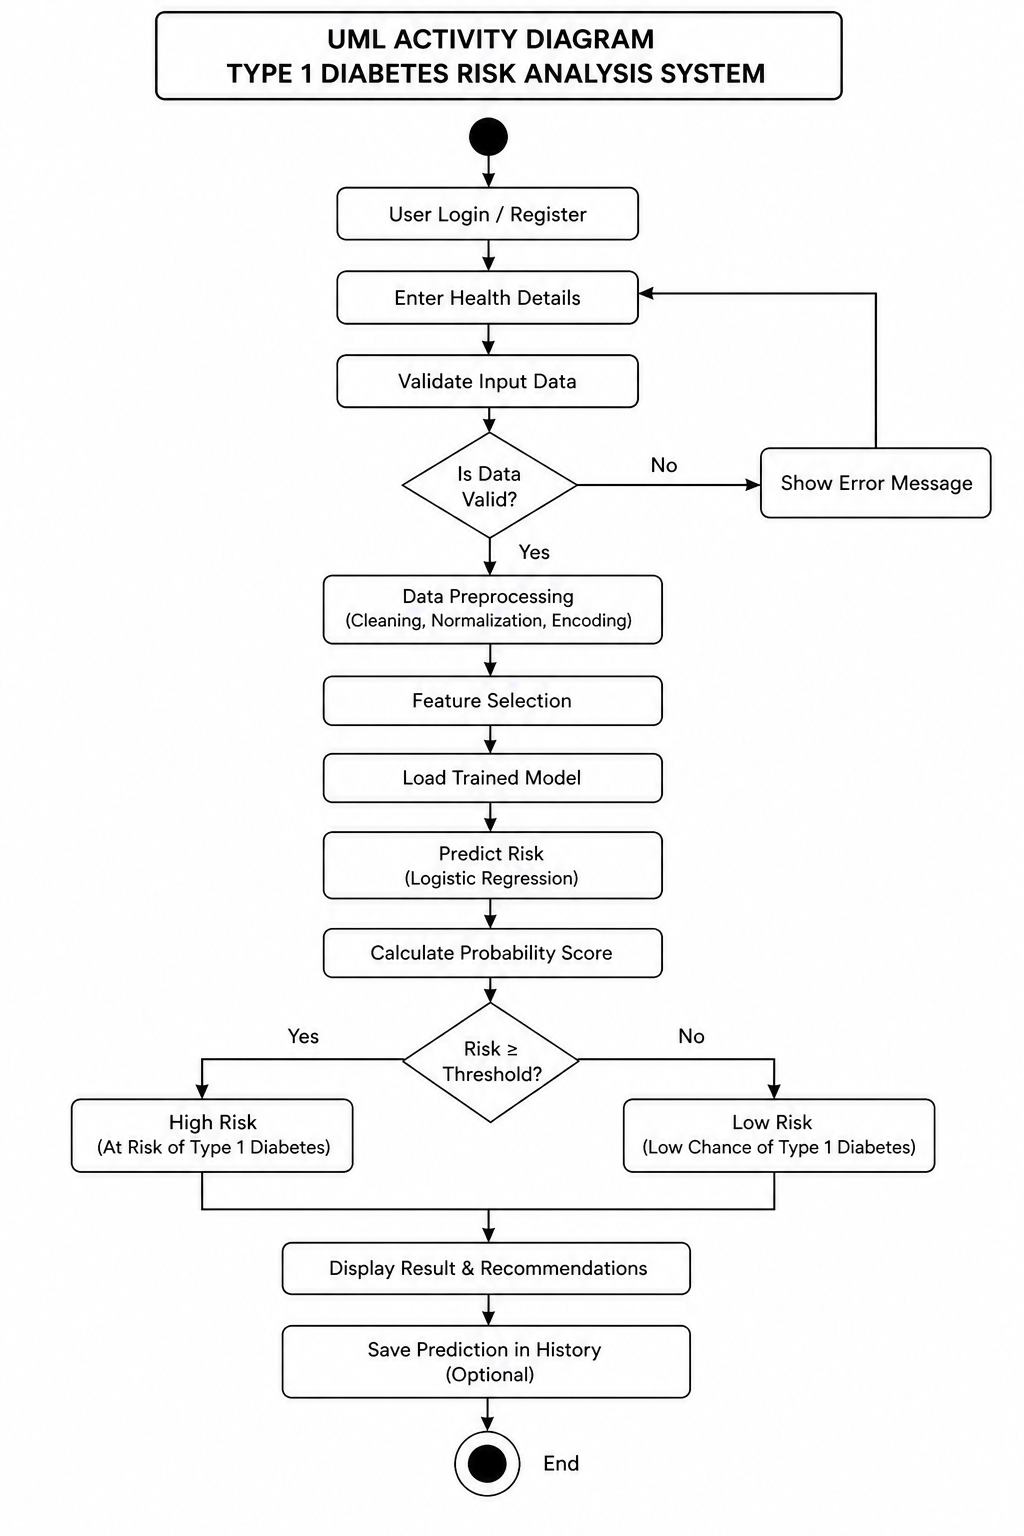 UML ACTIVITY DIAGRAM
TYPE 1 DIABETES RISK ANALYSIS SYSTEM
User Login / Register
Enter Health Details
Validate Input Data
Is Data
Valid?
No
Show Error Message
Yes
Data Preprocessing
(Cleaning, Normalization, Encoding)
Feature Selection
Load Trained Model
Predict Risk
(Logistic Regression)
Calculate Probability Score
Risk ≥
Threshold?
Yes
No
High Risk
(At Risk of Type 1 Diabetes)
Low Risk
(Low Chance of Type 1 Diabetes)
Display Result & Recommendations
Save Prediction in History
(Optional)
End